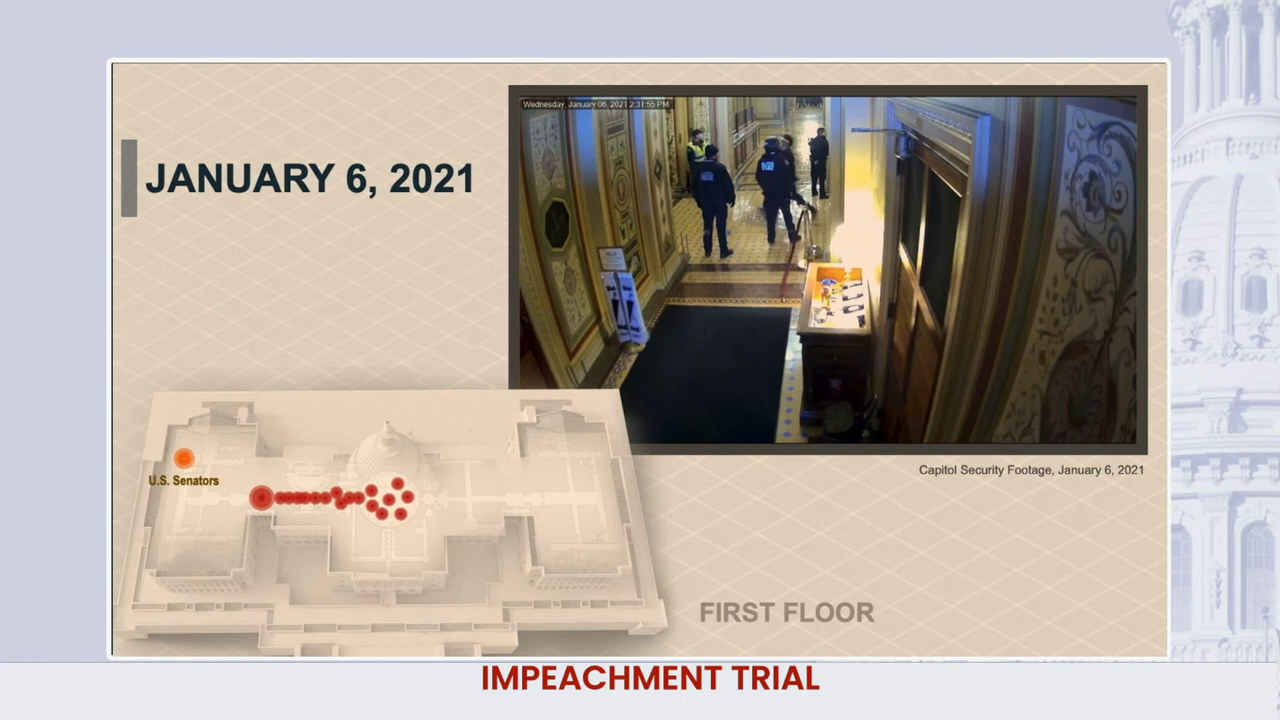 Wednesday, January 06, 2021 2:31:55 PM
JANUARY 6, 2021
Capitol Security Footage, January 6, 2021
U.S. Senators
FIRST FLOOR
IMPEACHMENT TRIAL